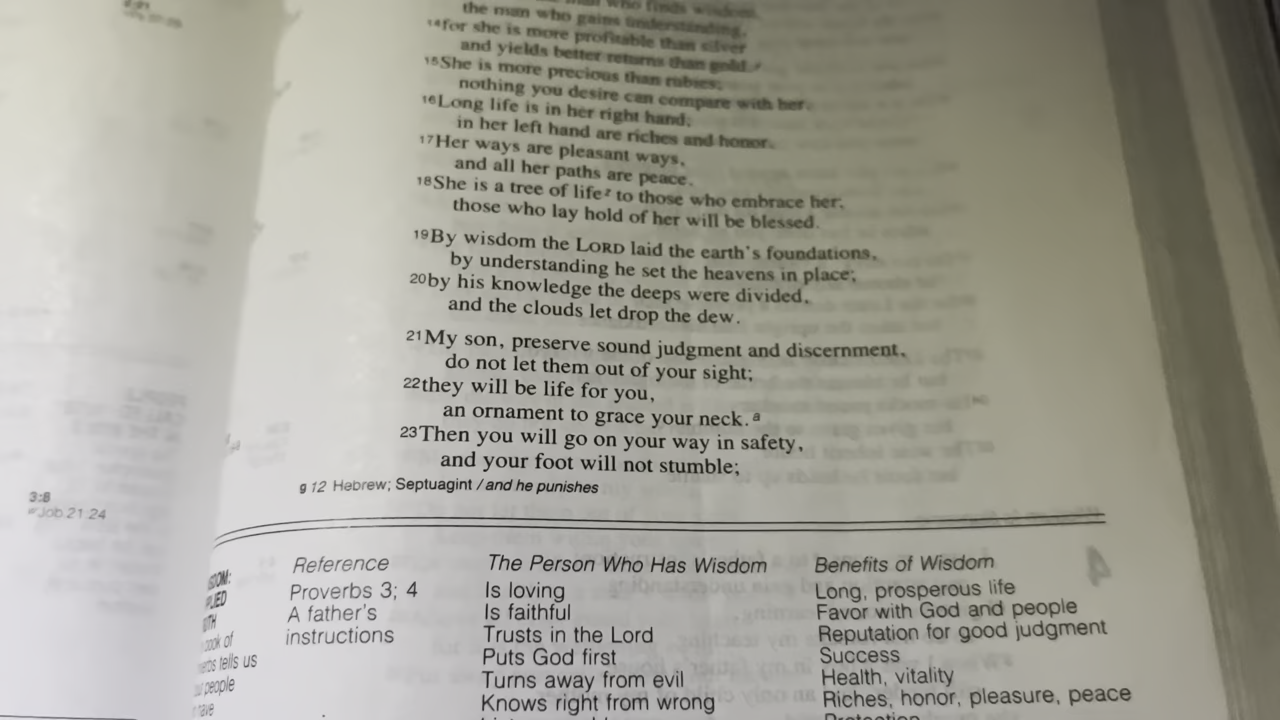 who finds wisdom,
the man who gains understanding,
14for she is more profitable than silver
and yields better returns than gold.
15She is more precious than rubies;
nothing you desire can compare with her.
16Long life is in her right hand;
in her left hand are riches and honor.
17Her ways are pleasant ways,
and all her paths are peace.
18She is a tree of lifez to those who embrace her;
those who lay hold of her will be blessed.
19By wisdom the LORD laid the earth's foundations,
by understanding he set the heavens in place;
20by his knowledge the deeps were divided,
and the clouds let drop the dew.
21My son, preserve sound judgment and discernment,
do not let them out of your sight;
22they will be life for you,
an ornament to grace your neck.a
23Then you will go on your way in safety,
and your foot will not stumble;
g 12 Hebrew; Septuagint / and he punishes
3:8
Job 21:24
Reference
Proverbs 3; 4
A father's
instructions
The Person Who Has Wisdom
Is loving
Is faithful
Trusts in the Lord
Puts God first
Turns away from evil
Knows right from wrong
Benefits of Wisdom
Long, prosperous life
Favor with God and people
Reputation for good judgment
Success
Health, vitality
Riches, honor, pleasure, peace
Protection
of
tells us
people